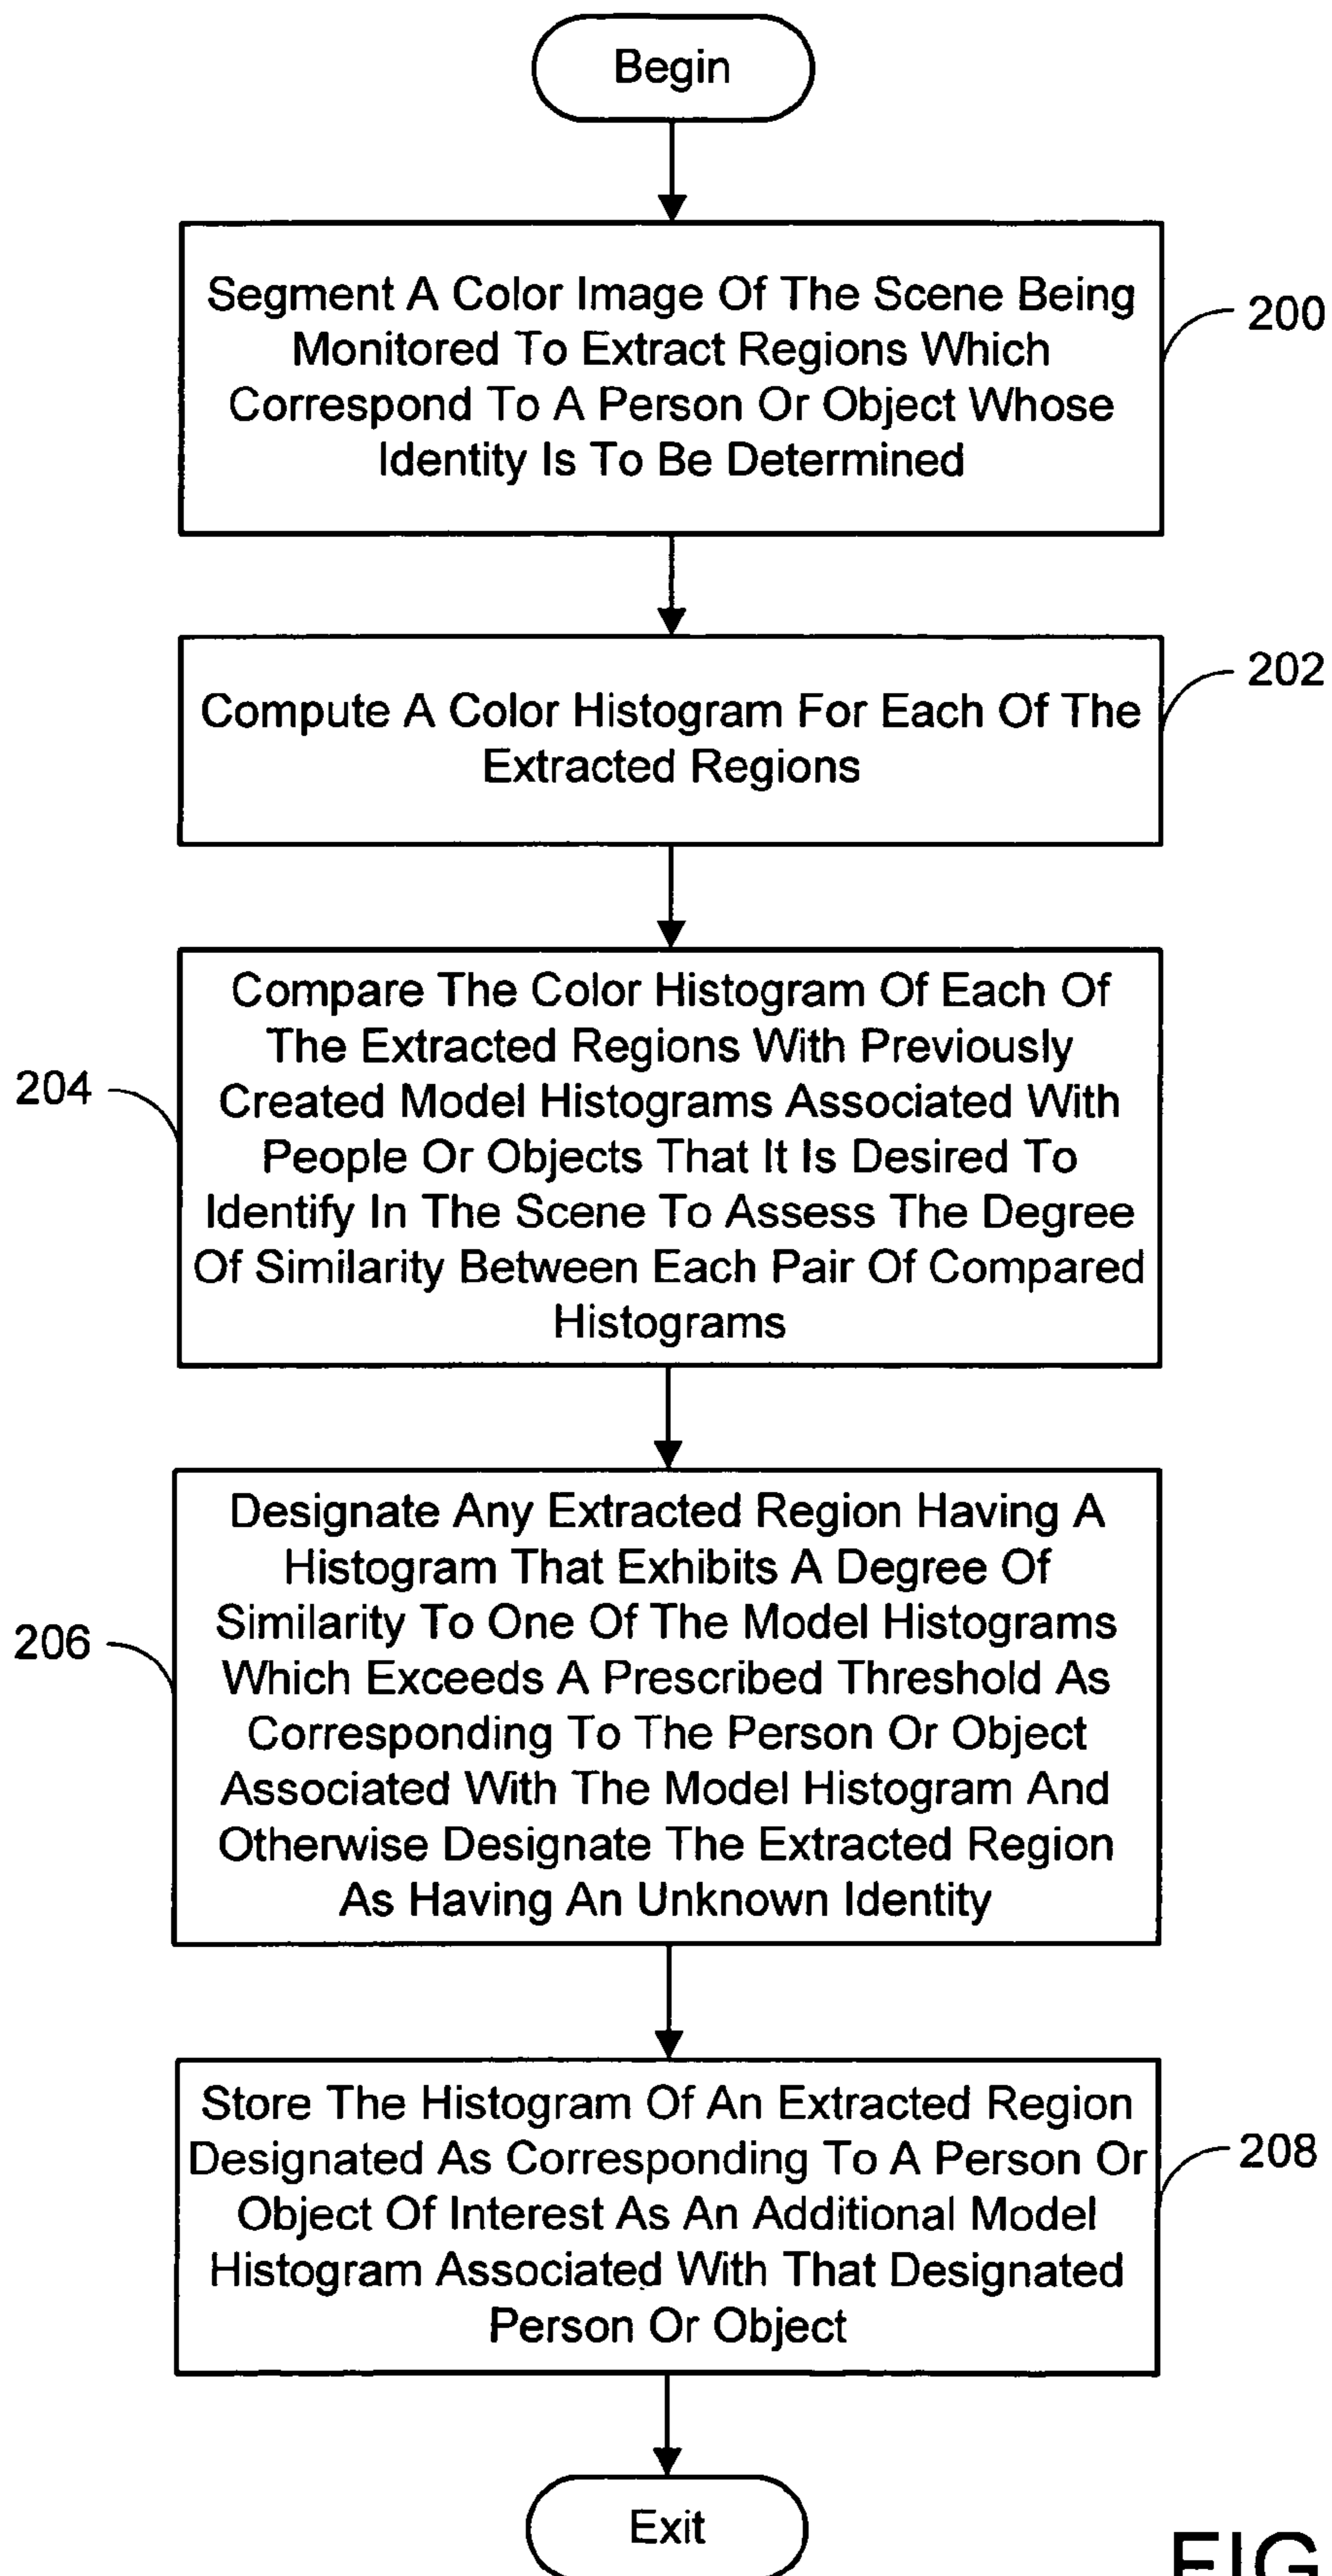 Begin
Segment A Color Image Of The Scene Being
Monitored To Extract Regions Which
Correspond To A Person Or Object Whose
Identity Is To Be Determined
200
Compute A Color Histogram For Each Of The
Extracted Regions
202
Compare The Color Histogram Of Each Of
The Extracted Regions With Previously
Created Model Histograms Associated With
People Or Objects That It Is Desired To
Identify In The Scene To Assess The Degree
Of Similarity Between Each Pair Of Compared
Histograms
204
Designate Any Extracted Region Having A
Histogram That Exhibits A Degree Of
Similarity To One Of The Model Histograms
Which Exceeds A Prescribed Threshold As
Corresponding To The Person Or Object
Associated With The Model Histogram And
Otherwise Designate The Extracted Region
As Having An Unknown Identity
206
Store The Histogram Of An Extracted Region
Designated As Corresponding To A Person Or
Object Of Interest As An Additional Model
Histogram Associated With That Designated
Person Or Object
208
Exit
FIG